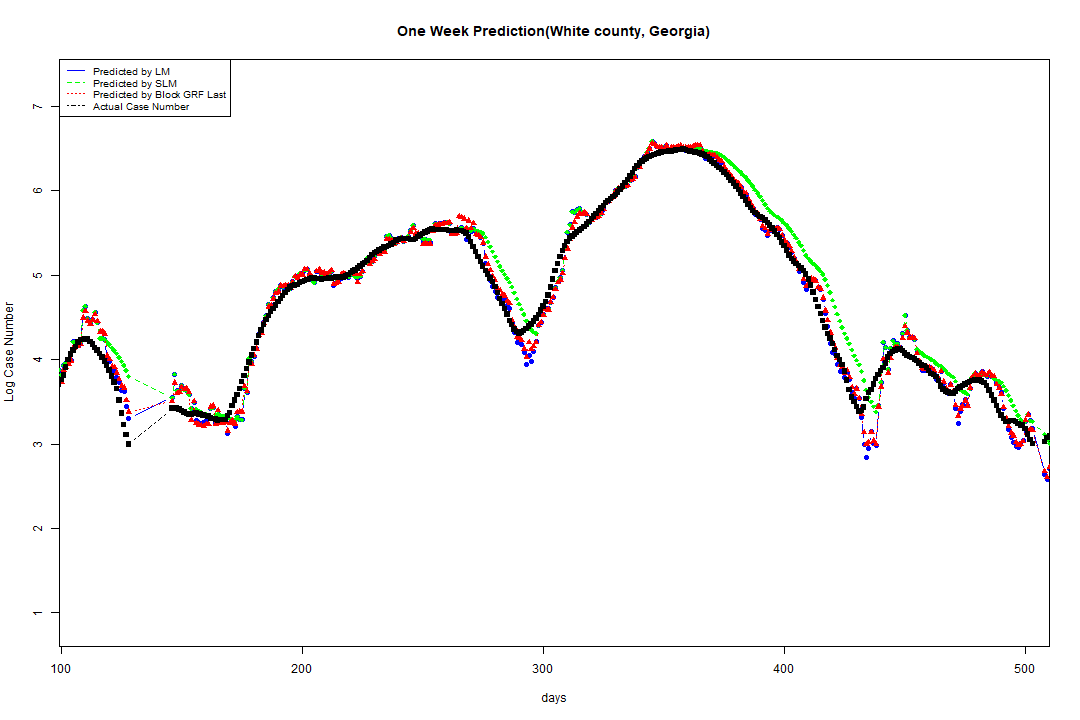 One Week Prediction(White county, Georgia)
Predicted by LM
Predicted by SLM
Predicted by Block GRF Last
Actual Case Number
Log Case Number
7
6
5
4
3
2
1
100 200 300 400 500
days